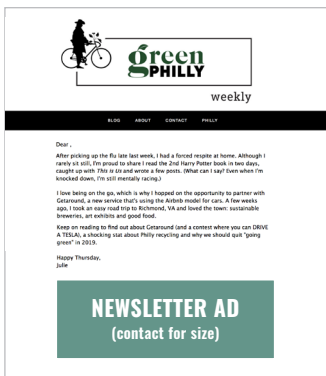 green
PHILLY
weekly
BLOG ABOUT CONTACT PHILLY
Dear ,
After picking up the flu late last week, I had a forced respite at home. Although I
rarely sit still, I'm proud to share I read the 2nd Harry Potter book in two days,
caught up with This is Us and wrote a few posts. (What can I say? Even when I'm
knocked down, I'm still mentally racing.)
I love being on the go, which is why I hopped on the opportunity to partner with
Getaround, a new service that's using the Airbnb model for cars. A few weeks
ago, I took an easy road trip to Richmond, VA and loved the town: sustainable
breweries, art exhibits and good food.
Keep on reading to find out about Getaround (and a contest where you can DRIVE
A TESLA), a shocking stat about Philly recycling and why we should quit "going
green" in 2019.
Happy Thursday,
Julie
NEWSLETTER AD
(contact for size)